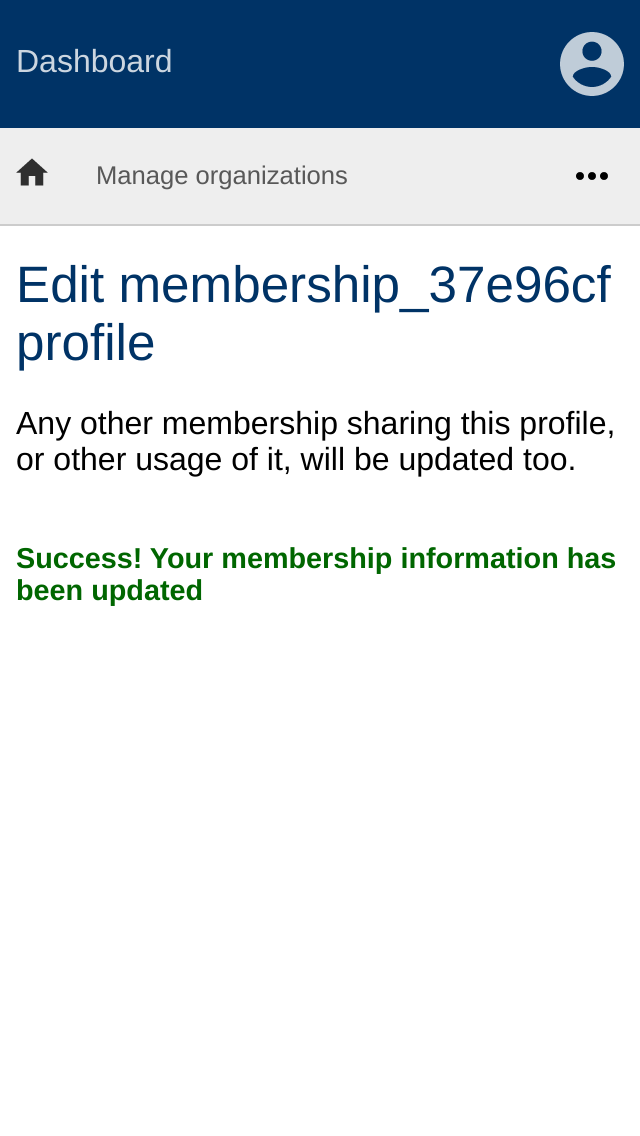 Dashboard
Manage organizations
Edit membership_37e96cf
profile
Any other membership sharing this profile,
or other usage of it, will be updated too.
Success! Your membership information has
been updated